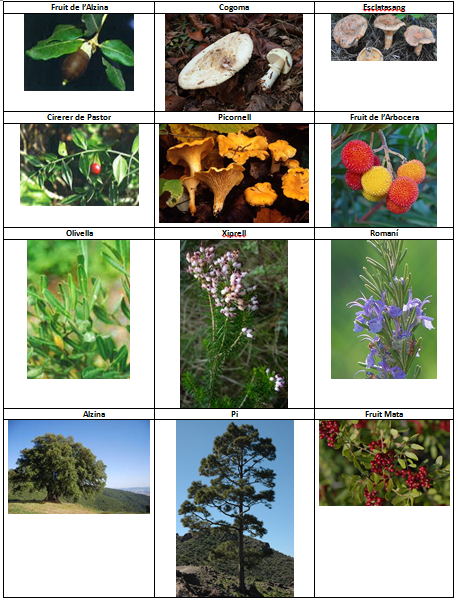 Fruit de l'Alzina
Cogoma
Esclatasang
Cirerer de Pastor
Picornell
Fruit de l'Arbocera
Olivella
Xiprell
Romaní
Alzina
Pi
Fruit Mata